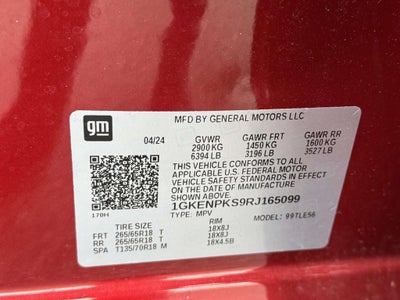 gm
MFD BY GENERAL MOTORS LLC
04/24 GVWR GAWR FRT GAWR RR
2900 KG 1450 KG 1600 KG
6394 LB 3196 LB 3527 LB
THIS VEHICLE CONFORMS TO ALL
APPLICABLE U.S. FEDERAL MOTOR
VEHICLE SAFETY STANDARDS IN EFFECT
ON THE DATE OF MANUFACTURE
SHOWN ABOVE.
170H
1GKENPKS9RJ165099
TYPE: MPV MODEL: 99TLE56
TIRE SIZE RIM
FRT 265/65R18 T 18X8J
RR 265/65R18 T 18X8J
SPA T135/70R18 M 18X4.5B